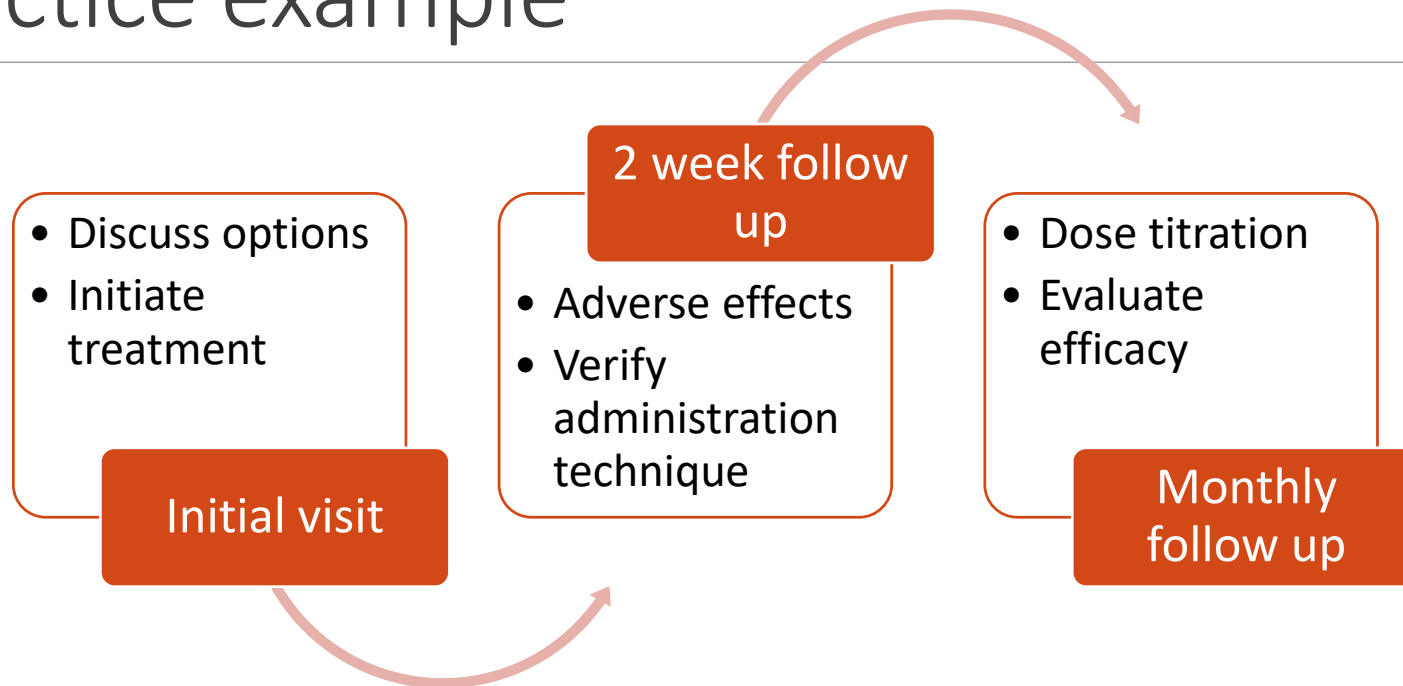 ctice example
• Discuss options
• Initiate
treatment
Initial visit
2 week follow
up
• Adverse effects
• Verify
administration
technique
• Dose titration
• Evaluate
efficacy
Monthly
follow up